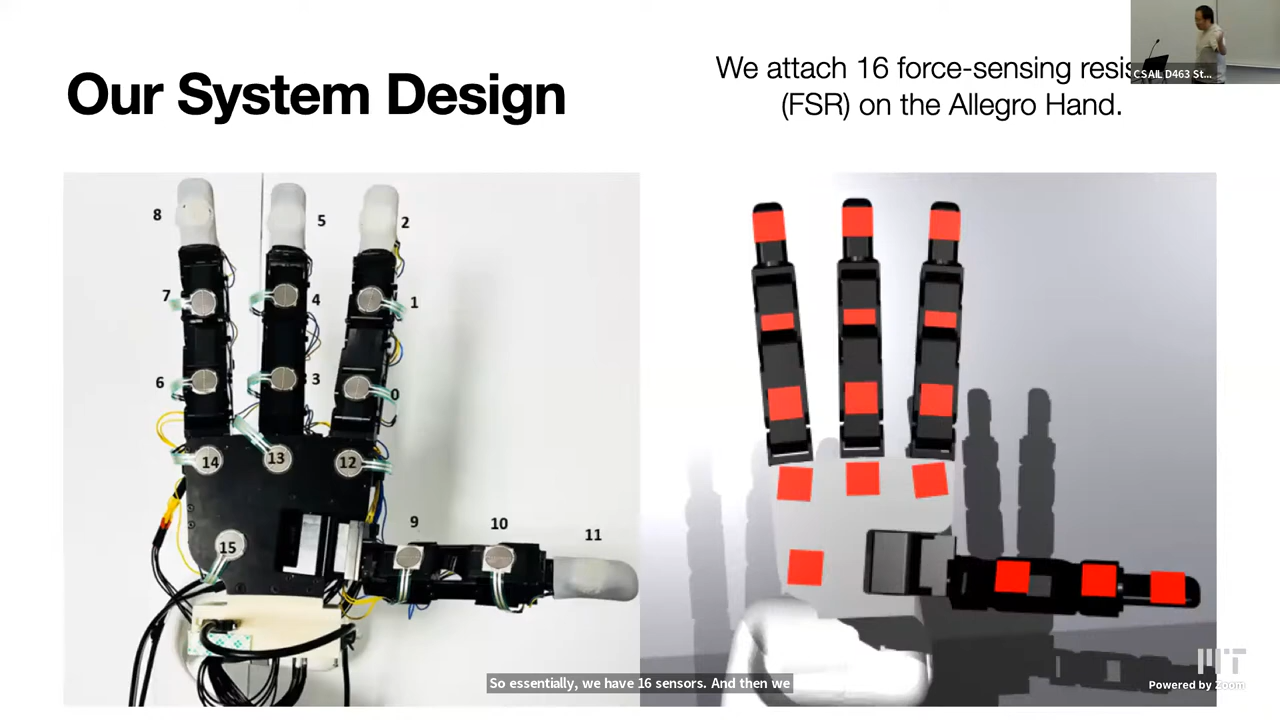 Our System Design
We attach 16 force-sensing resis
(FSR) on the Allegro Hand.
CSAIL D463 St...
8
5
2
7
4
1
6
3
0
14
13
12
9
10
11
15
So essentially, we have 16 sensors. And then we
MIT
Powered by Zoom